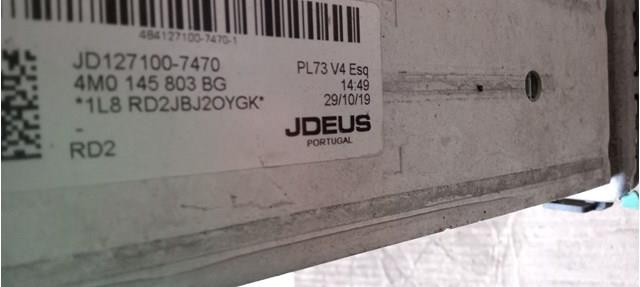 484127100-7470-1
JD127100-7470
4M0 145 803 BG
*1L8 RD2JBJ2OYGK*
-
RD2
PL73 V4 Esq
14:49
29/10/19
JDEUS
PORTUGAL